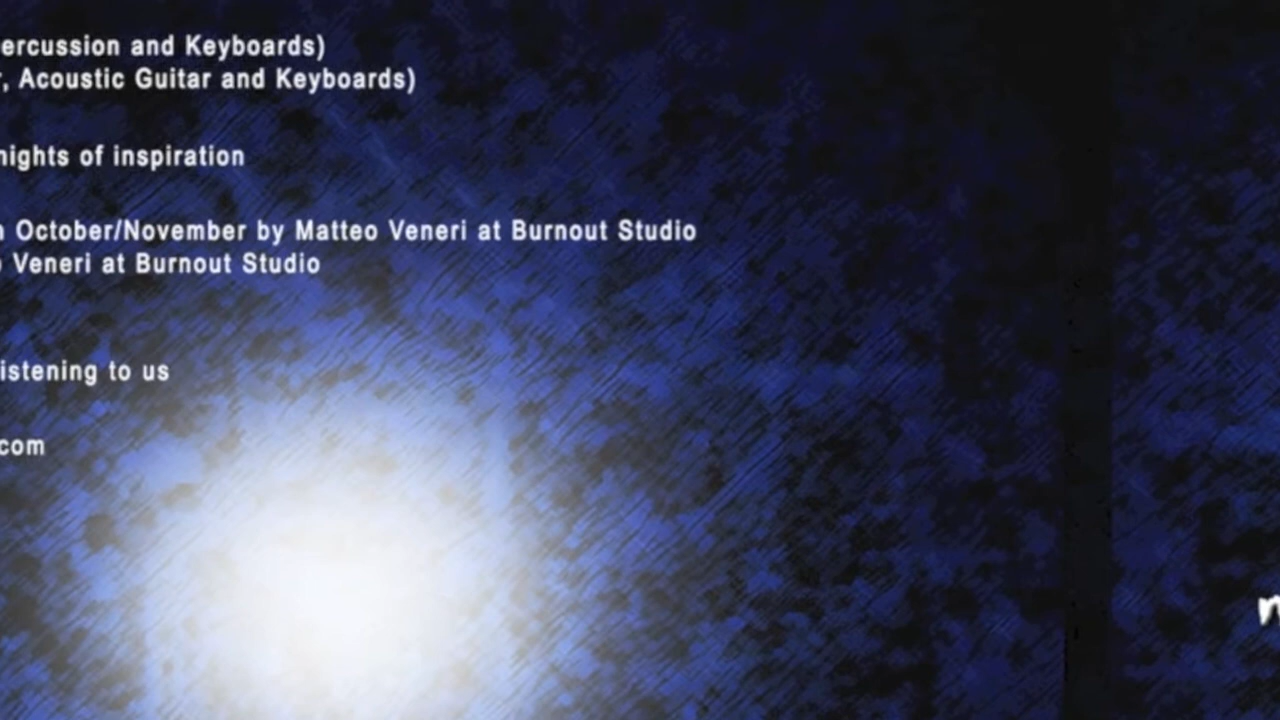 ercussion and Keyboards)
, Acoustic Guitar and Keyboards)
nights of inspiration
October/November by Matteo Veneri at Burnout Studio
Veneri at Burnout Studio
istening to us
.com